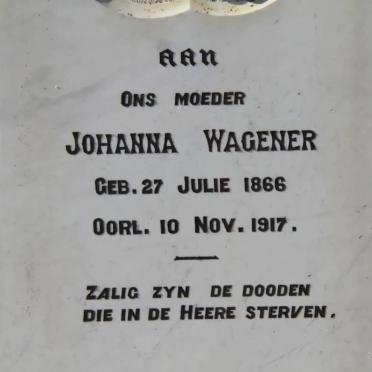 AAN
ONS MOEDER
JOHANNA WAGENER
GEB. 27 JULIE 1866
OORL. 10 NOV. 1917.
ZALIG ZYN DE DOODEN
DIE IN DE HEERE STERVEN.